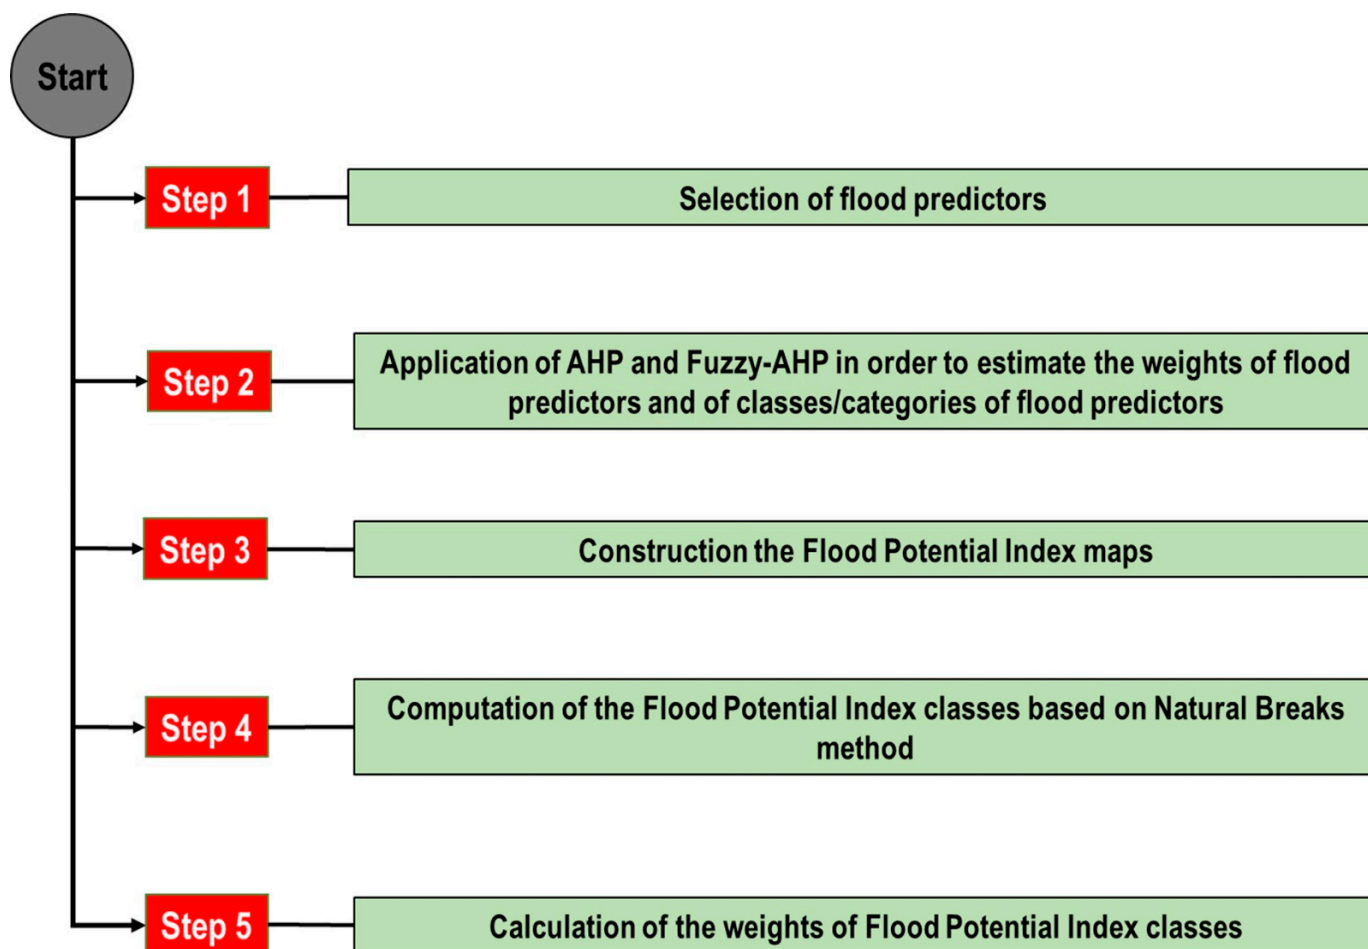 Start
Step 1
Selection of flood predictors
Step 2
Application of AHP and Fuzzy-AHP in order to estimate the weights of flood
predictors and of classes/categories of flood predictors
Step 3
Construction the Flood Potential Index maps
Step 4
Computation of the Flood Potential Index classes based on Natural Breaks
method
Step 5
Calculation of the weights of Flood Potential Index classes